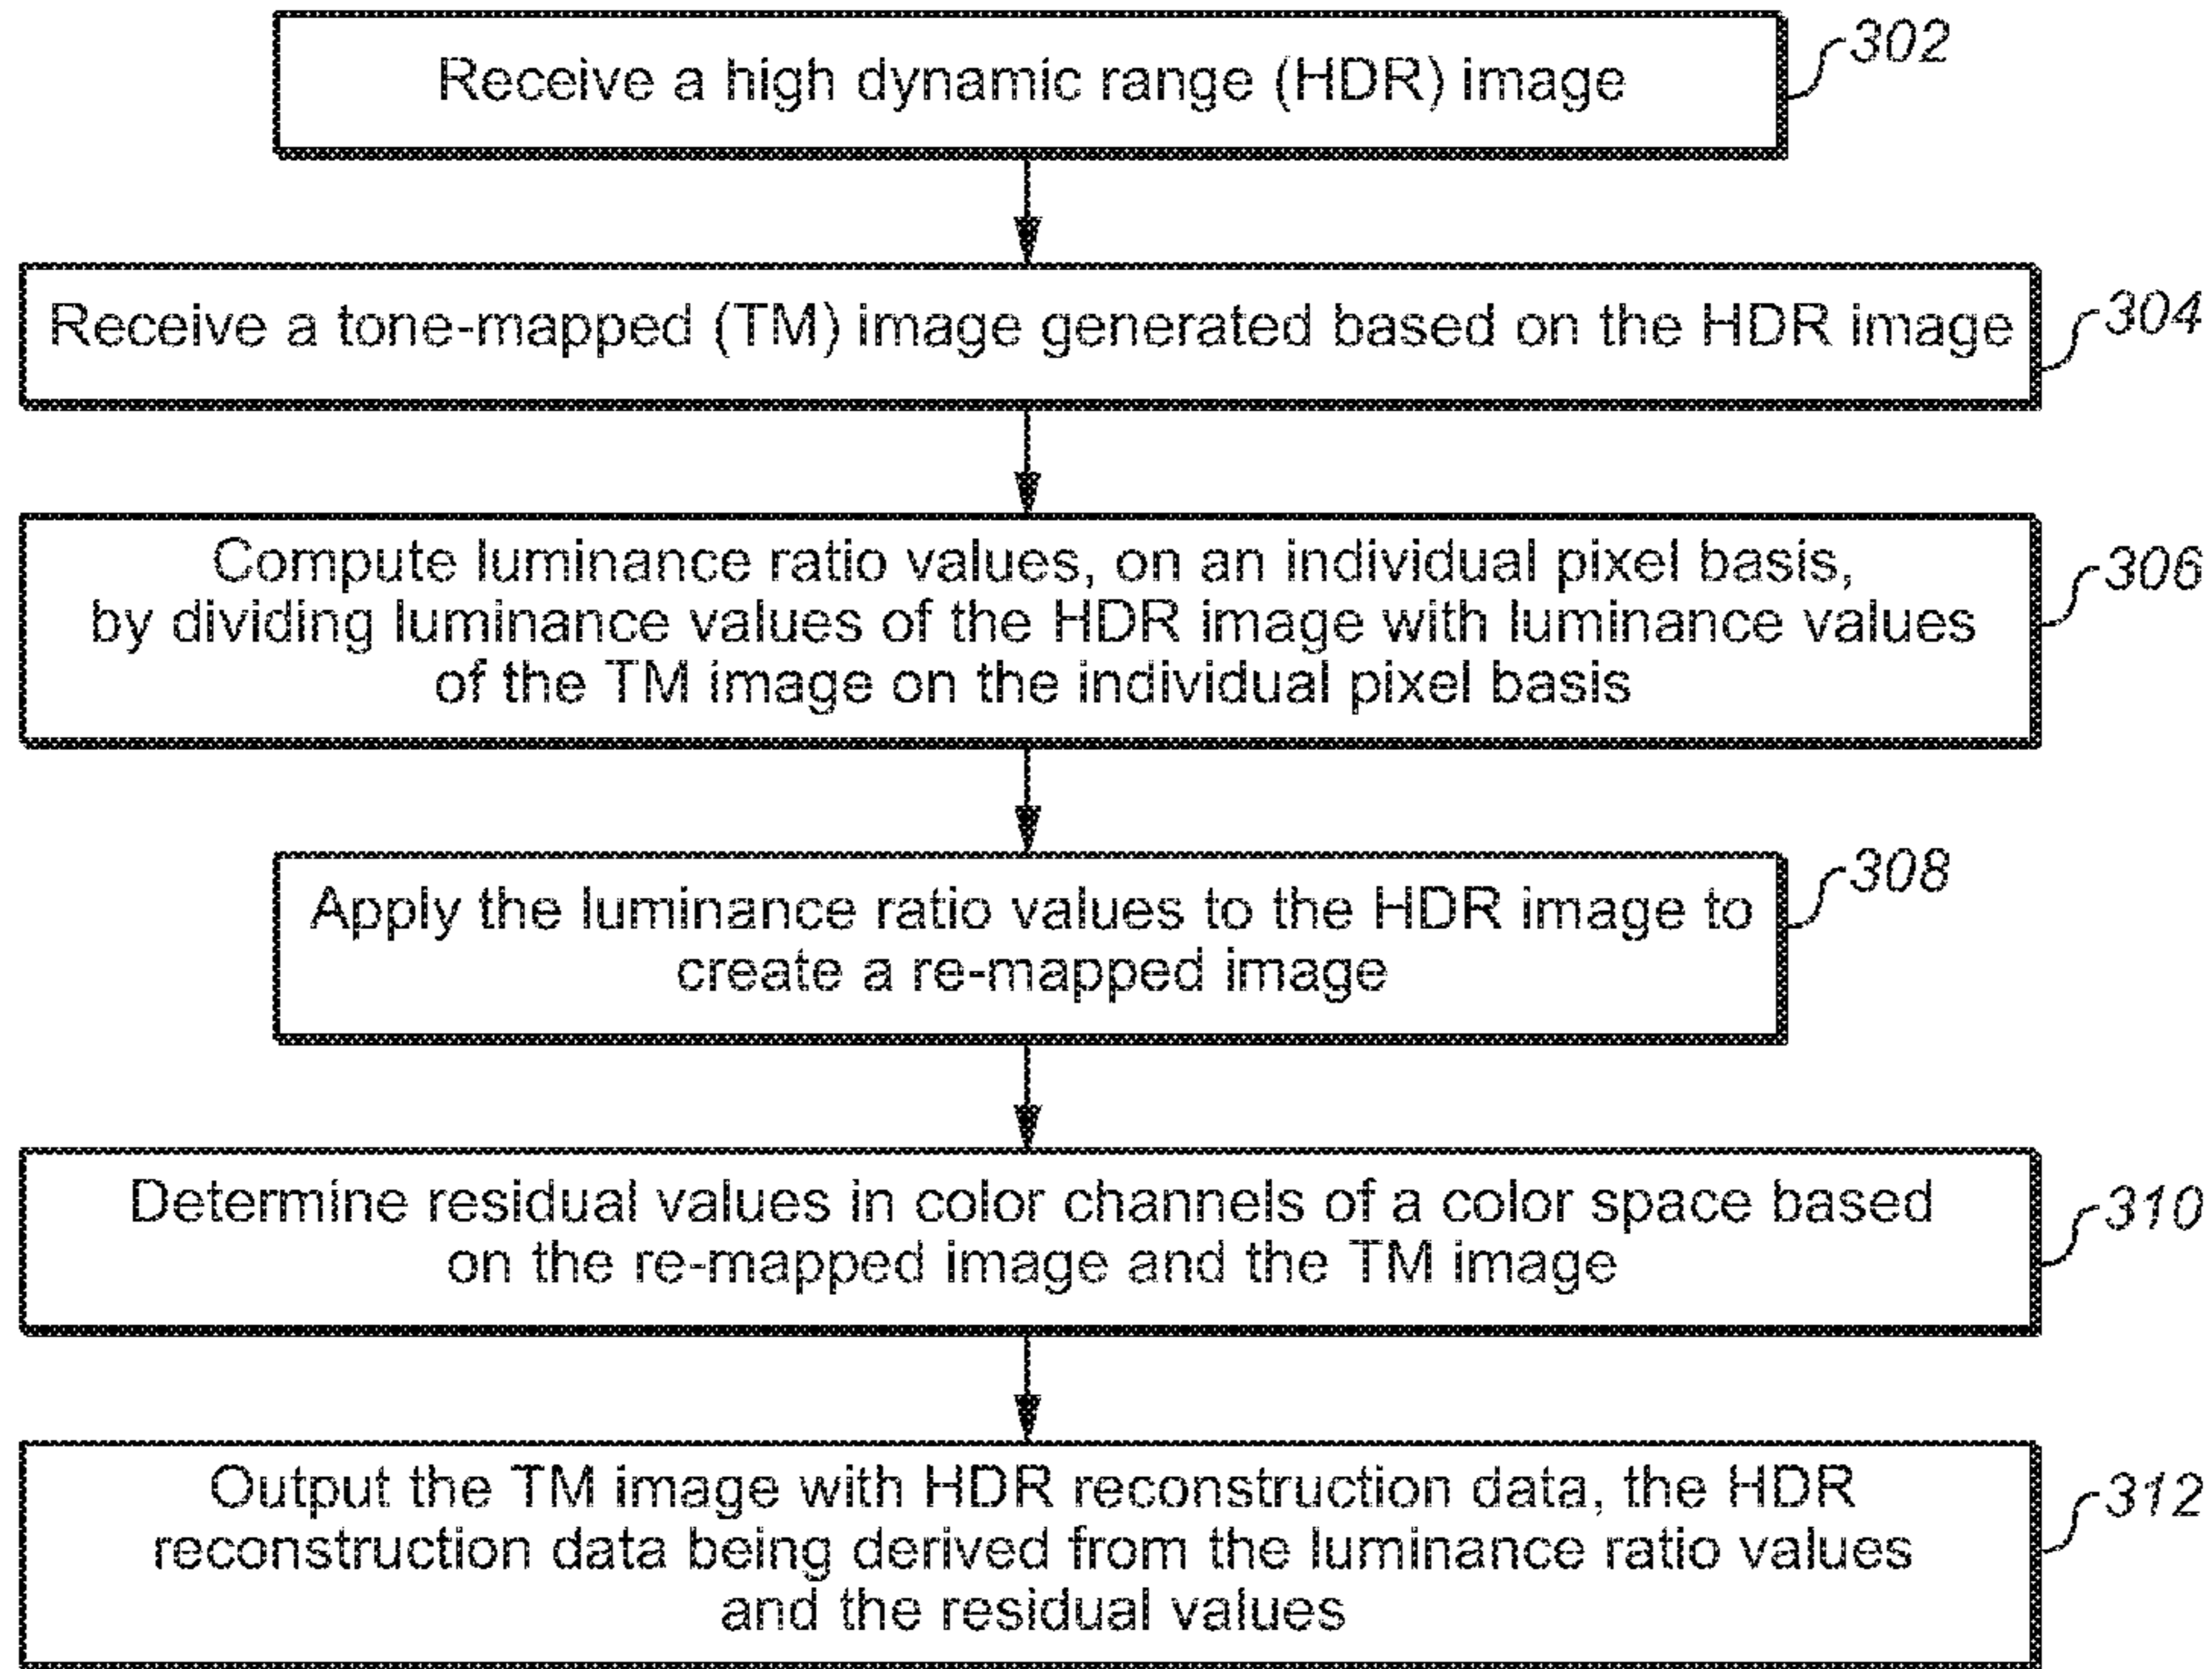 Receive a high dynamic range (HDR) image
302
Receive a tone-mapped (TM) image generated based on the HDR image
304
Compute luminance ratio values, on an individual pixel basis,
by dividing luminance values of the HDR image with luminance values
of the TM image on the individual pixel basis
306
Apply the luminance ratio values to the HDR image to
create a re-mapped image
308
Determine residual values in color channels of a color space based
on the re-mapped image and the TM image
310
Output the TM image with HDR reconstruction data, the HDR
reconstruction data being derived from the luminance ratio values
and the residual values
312